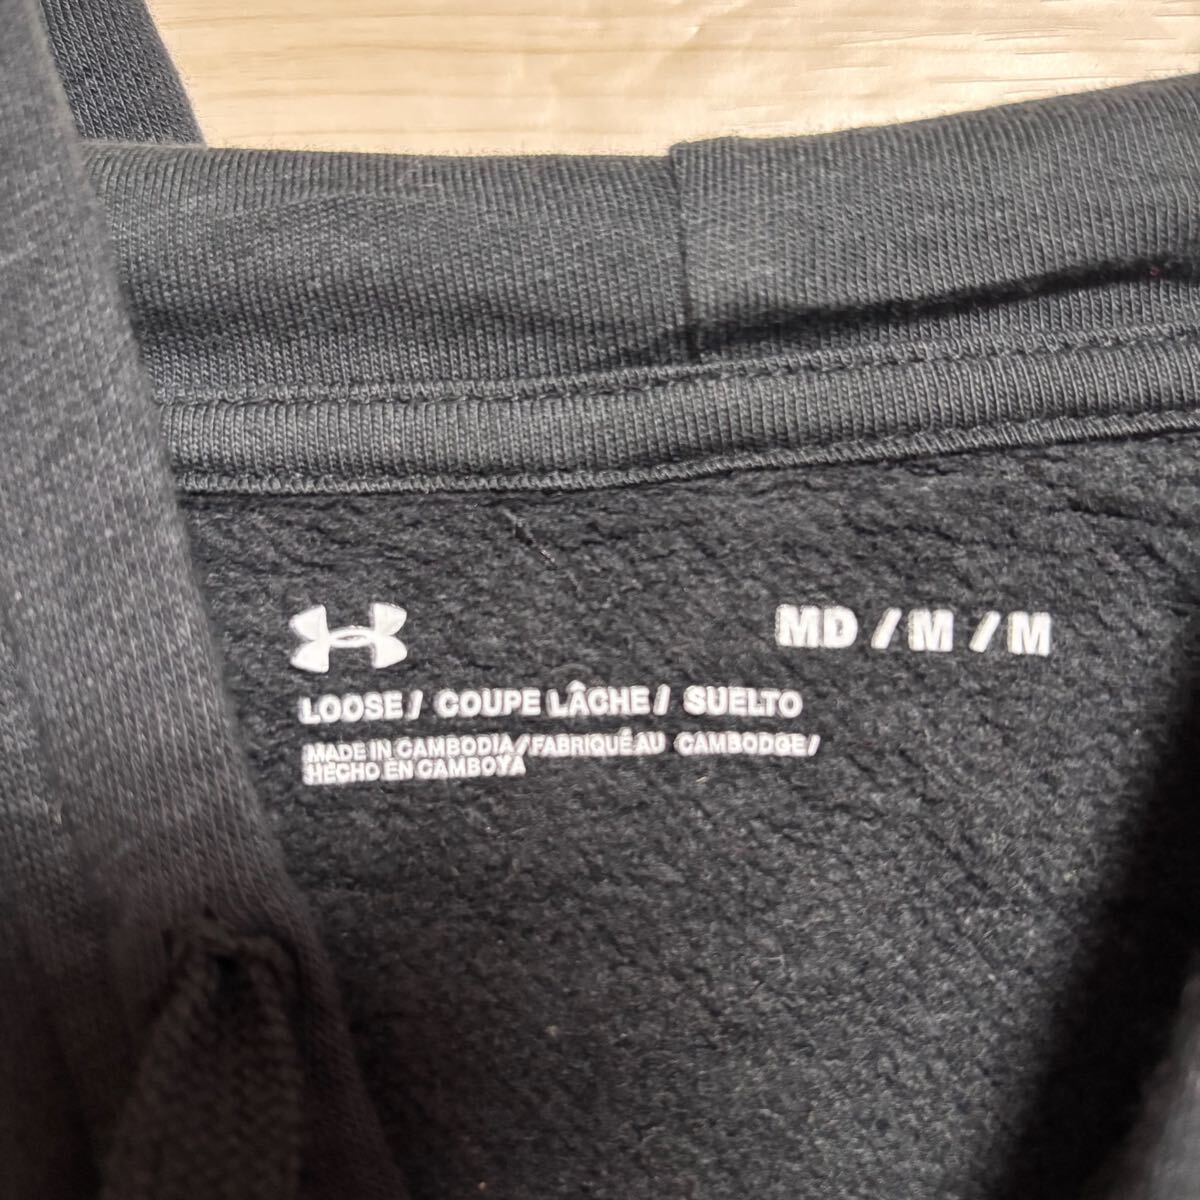 MD / M / M
LOOSE / COUPE LÂCHE / SUELTO
MADE IN CAMBODIA / FABRIQUÉ AU CAMBODGE /
HECHO EN CAMBOYA